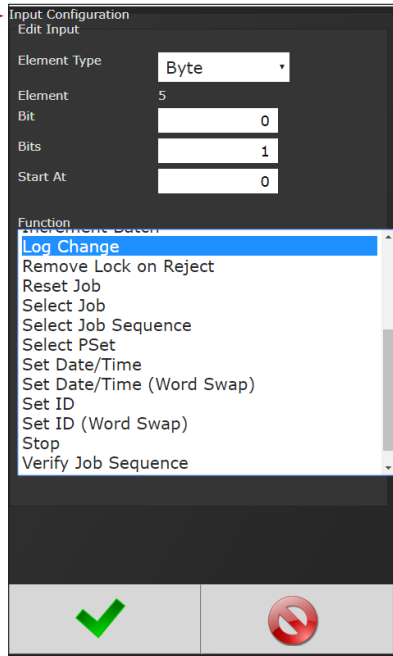 Input Configuration
Edit Input
Element Type Byte
Element 5
Bit 0
Bits 1
Start At 0
Function
Increment Batch
Log Change
Remove Lock on Reject
Reset Job
Select Job
Select Job Sequence
Select PSet
Set Date/Time
Set Date/Time (Word Swap)
Set ID
Set ID (Word Swap)
Stop
Verify Job Sequence